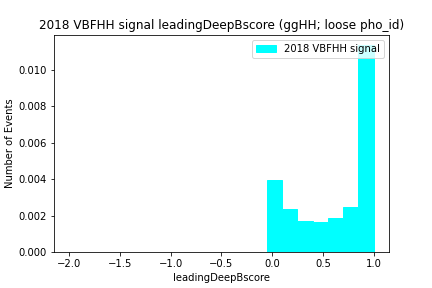 2018 VBFHH signal leadingDeepBscore (ggHH; loose pho_id)
2018 VBFHH signal
Number of Events
0.010
0.008
0.006
0.004
0.002
0.000
−2.0 −1.5 −1.0 −0.5 0.0 0.5 1.0
leadingDeepBscore